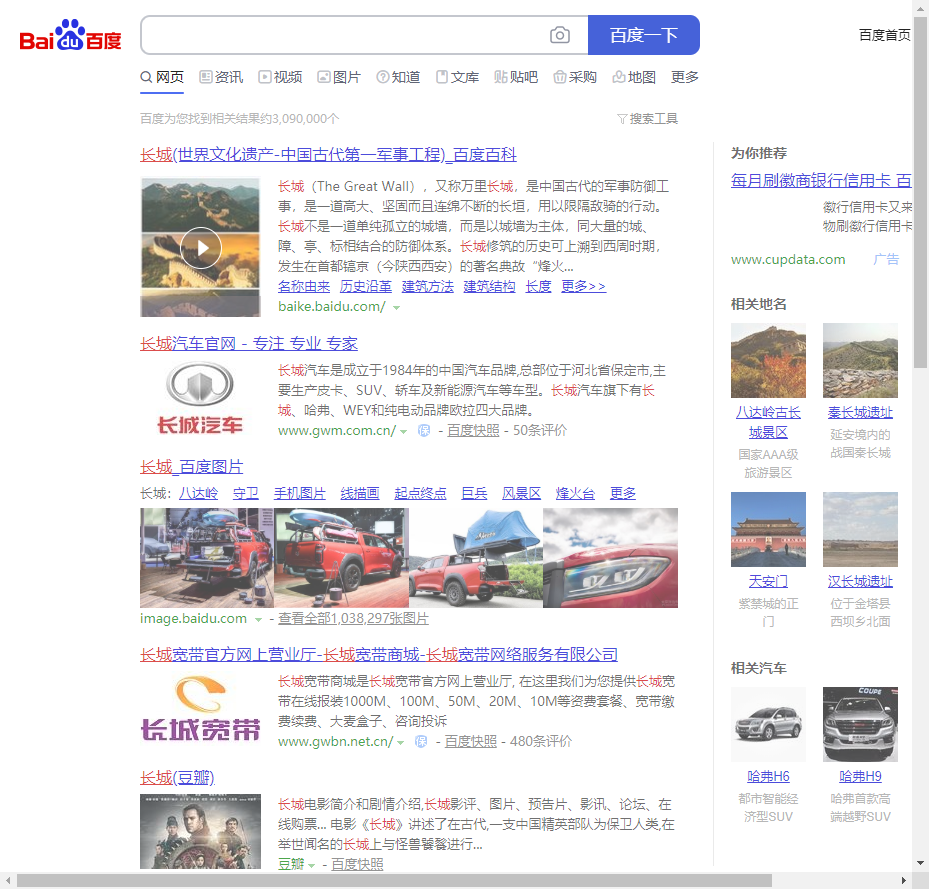 Bai du 百度
百度一下
百度首页
网页 资讯 视频 图片 知道 文库 贴吧 采购 地图 更多
百度为您找到相关结果约3,090,000个
搜索工具
长城(世界文化遗产-中国古代第一军事工程)_百度百科
长城（The Great Wall），又称万里长城，是中国古代的军事防御工
事，是一道高大、坚固而且连绵不断的长垣，用以限隔敌骑的行动。
长城不是一道单纯孤立的城墙，而是以城墙为主体，同大量的城、
障、亭、标相结合的防御体系。长城修筑的历史可上溯到西周时期，
发生在首都镐京（今陕西西安）的著名典故“烽火...
名称由来 历史沿革 建筑方法 建筑结构 长度 更多>>
baike.baidu.com/
长城汽车官网 - 专注 专业 专家
长城汽车
长城汽车是成立于1984年的中国汽车品牌,总部位于河北省保定市,主
要生产皮卡、SUV、轿车及新能源汽车等车型。长城汽车旗下有长
城、哈弗、WEY和纯电动品牌欧拉四大品牌。
www.gwm.com.cn/ 保 - 百度快照 - 50条评价
长城_百度图片
长城: 八达岭 守卫 手机图片 线描画 起点终点 巨兵 风景区 烽火台 更多
image.baidu.com - 查看全部1,038,297张图片
长城宽带官方网上营业厅-长城宽带商城-长城宽带网络服务有限公司
长城宽带
长城宽带商城是长城宽带官方网上营业厅, 在这里我们为您提供长城宽
带在线报装1000M、100M、50M、20M、10M等资费套餐、宽带缴
费续费、大麦盒子、咨询投诉
www.gwbn.net.cn/ 保 - 百度快照 - 480条评价
长城(豆瓣)
长城电影简介和剧情介绍,长城影评、图片、预告片、影讯、论坛、在
线购票... 电影《长城》讲述了在古代,一支中国精英部队为保卫人类,在
举世闻名的长城上与怪兽饕餮进行...
豆瓣 - 百度快照
为你推荐
每月刷徽商银行信用卡 百
徽行信用卡又来
物刷徽行信用卡
www.cupdata.com 广告
相关地名
八达岭古长
城景区
国家AAA级
旅游景区
秦长城遗址
延安境内的
战国秦长城
天安门
紫禁城的正
门
汉长城遗址
位于金塔县
西坝乡北面
相关汽车
COUPE
哈弗H6
都市智能经
济型SUV
哈弗H9
哈弗首款高
端越野SUV